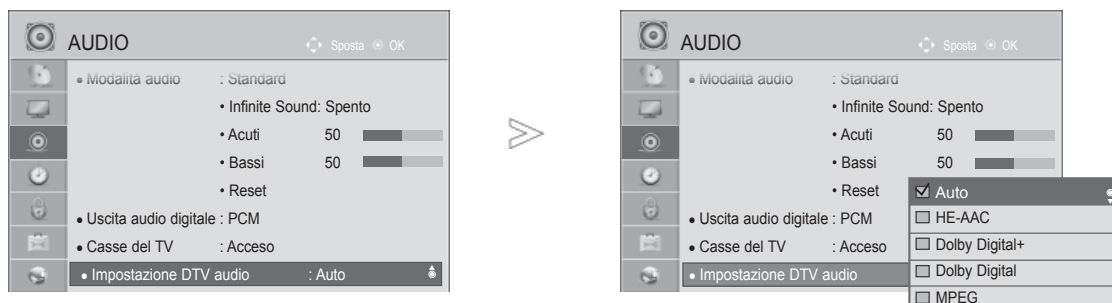 AUDIO Sposta OK
• Modalità audio : Standard
• Infinite Sound: Spento
• Acuti 50
• Bassi 50
• Reset
• Uscita audio digitale : PCM
• Casse del TV : Acceso
• Impostazione DTV audio : Auto
AUDIO Sposta OK
• Modalità audio : Standard
• Infinite Sound: Spento
• Acuti 50
• Bassi 50
• Reset
• Uscita audio digitale : PCM
• Casse del TV : Acceso
• Impostazione DTV audio
Auto
HE-AAC
Dolby Digital+
Dolby Digital
MPEG